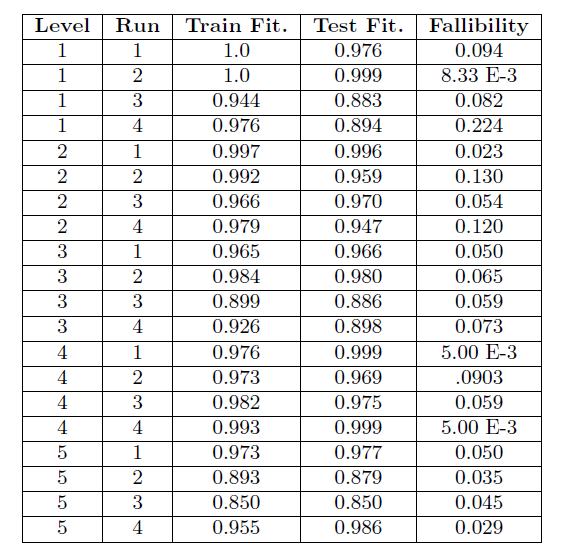 Level Run Train Fit. Test Fit. Fallibility
1 1 1.0 0.976 0.094
1 2 1.0 0.999 8.33 E-3
1 3 0.944 0.883 0.082
1 4 0.976 0.894 0.224
2 1 0.997 0.996 0.023
2 2 0.992 0.959 0.130
2 3 0.966 0.970 0.054
2 4 0.979 0.947 0.120
3 1 0.965 0.966 0.050
3 2 0.984 0.980 0.065
3 3 0.899 0.886 0.059
3 4 0.926 0.898 0.073
4 1 0.976 0.999 5.00 E-3
4 2 0.973 0.969 .0903
4 3 0.982 0.975 0.059
4 4 0.993 0.999 5.00 E-3
5 1 0.973 0.977 0.050
5 2 0.893 0.879 0.035
5 3 0.850 0.850 0.045
5 4 0.955 0.986 0.029